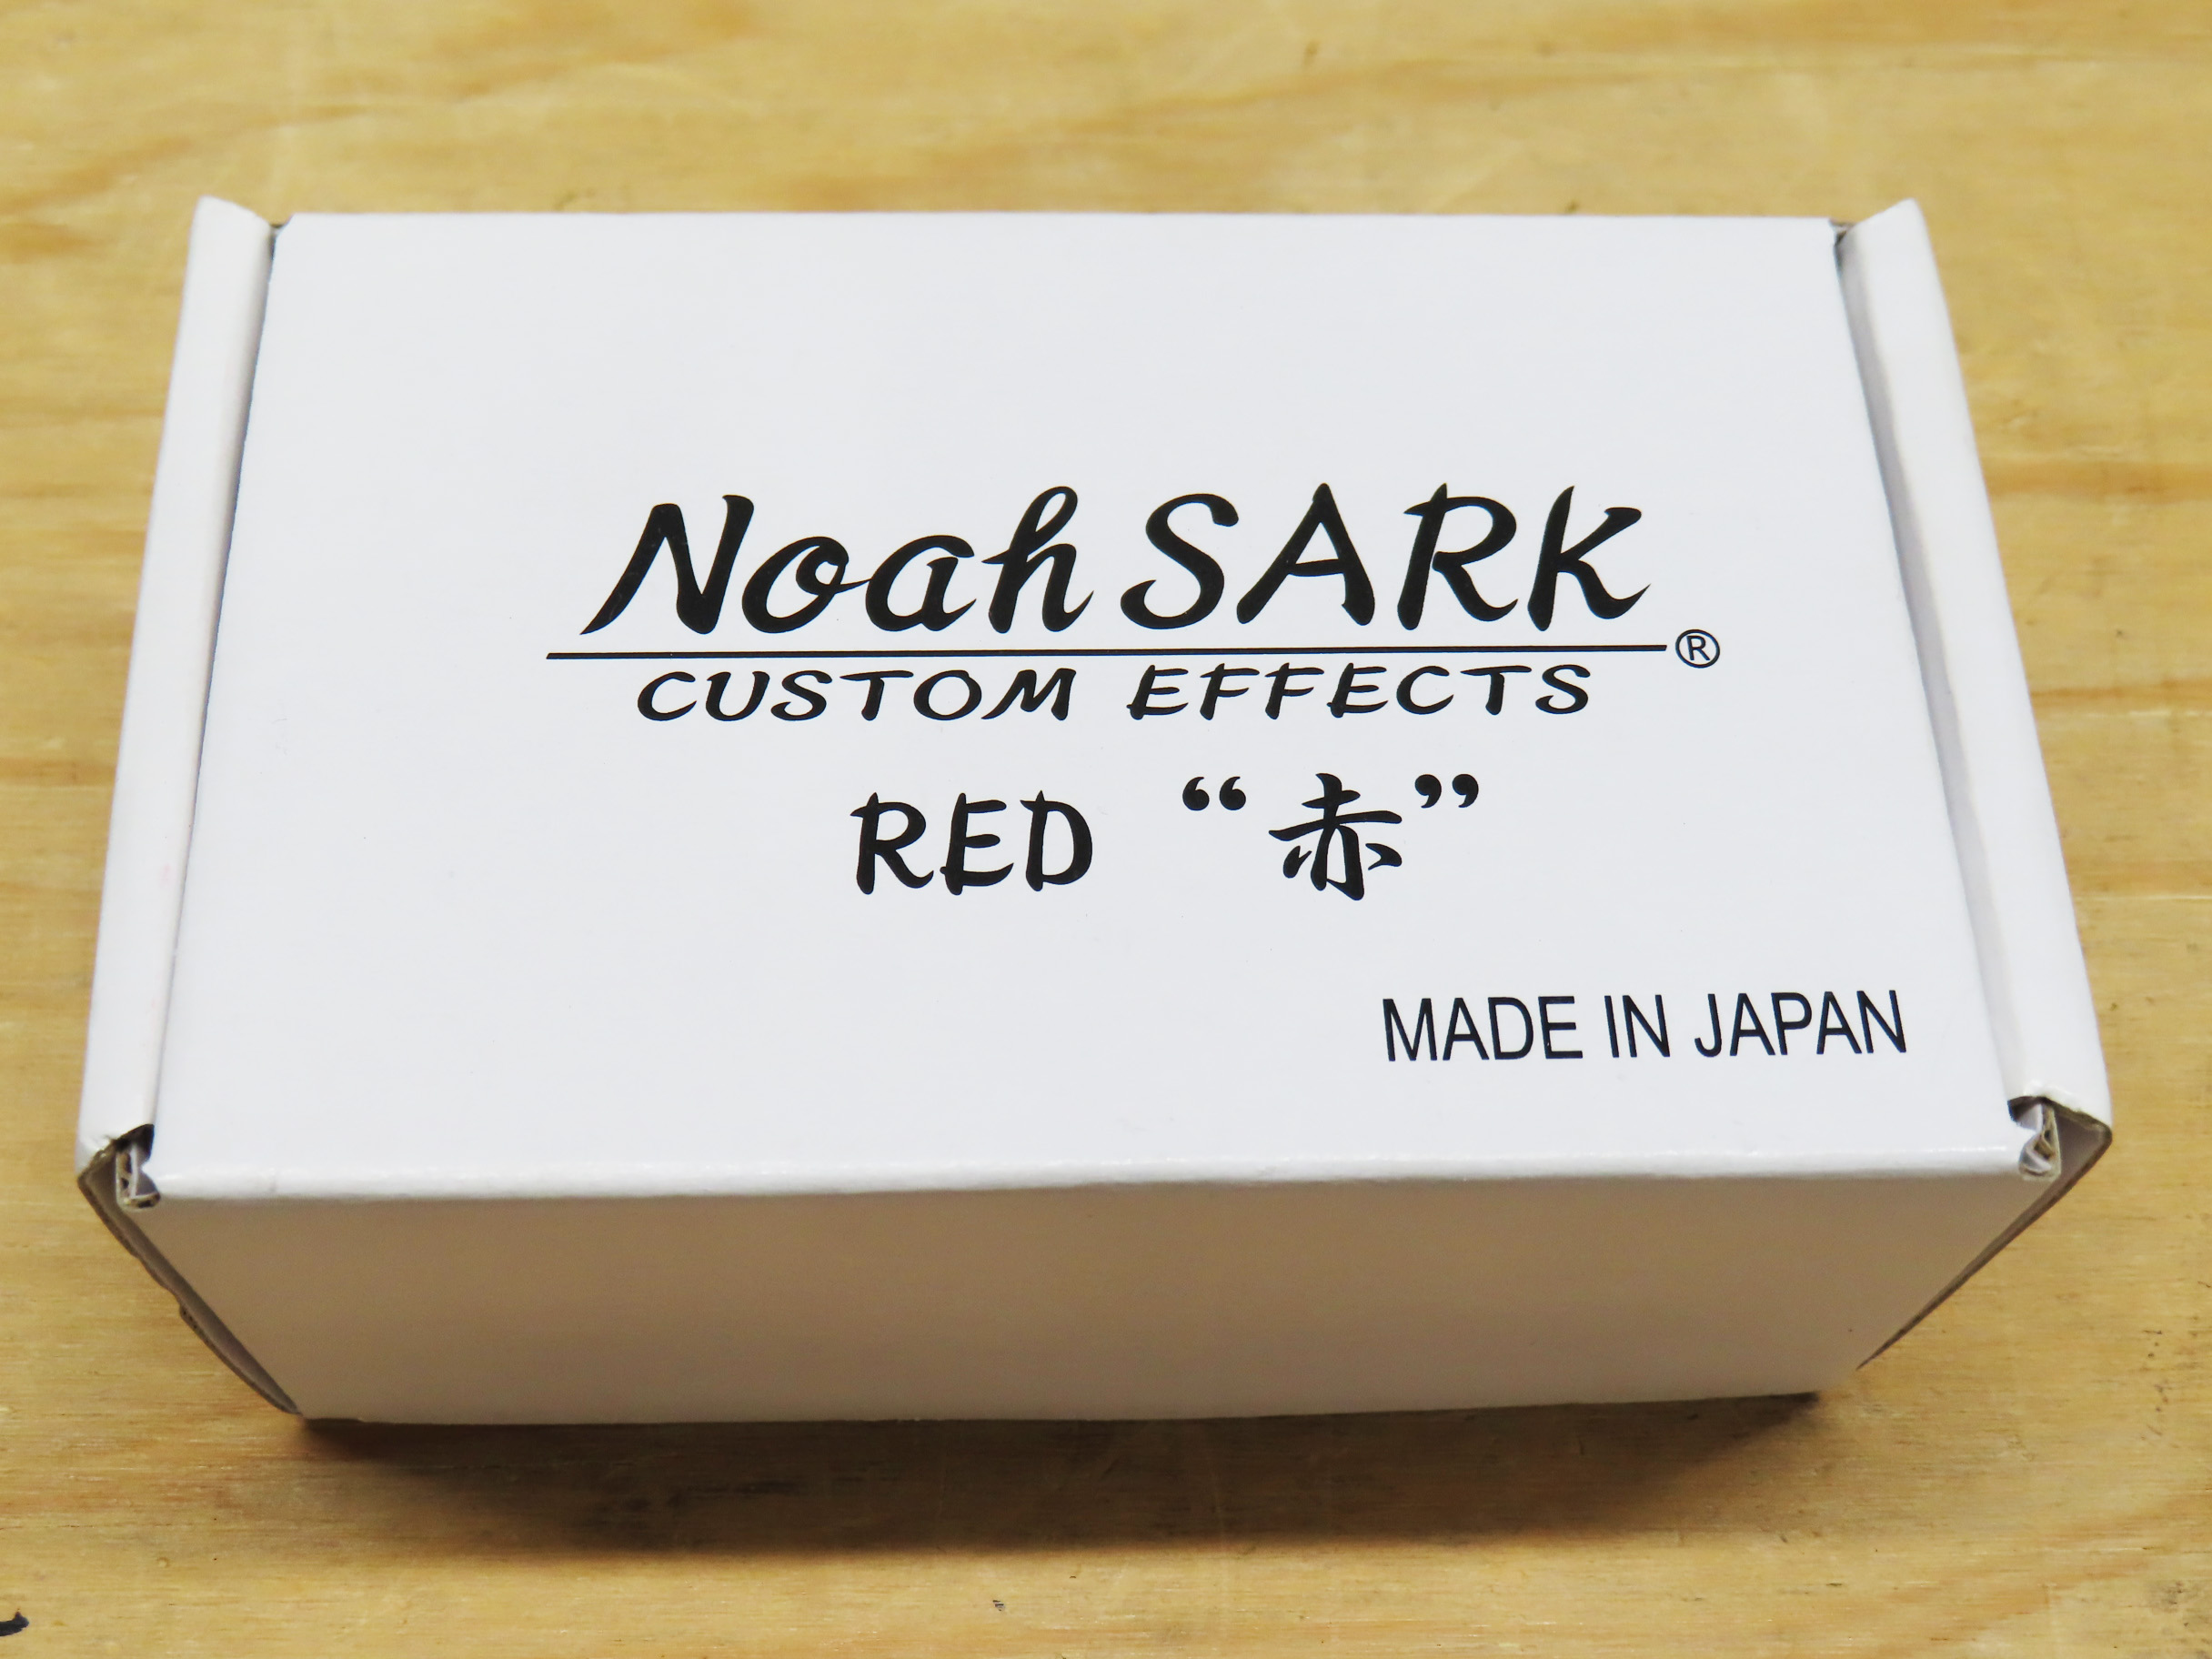 Noah SARK
®
CUSTOM EFFECTS
RED “赤”
MADE IN JAPAN